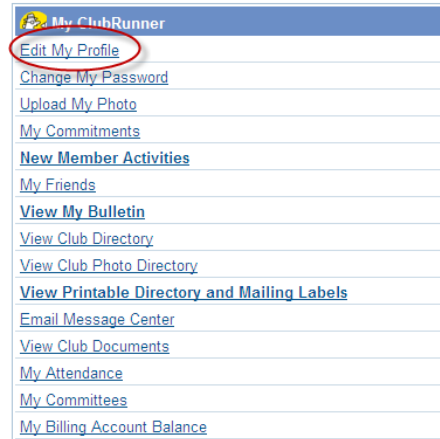 My ClubRunner
Edit My Profile
Change My Password
Upload My Photo
My Commitments
New Member Activities
My Friends
View My Bulletin
View Club Directory
View Club Photo Directory
View Printable Directory and Mailing Labels
Email Message Center
View Club Documents
My Attendance
My Committees
My Billing Account Balance